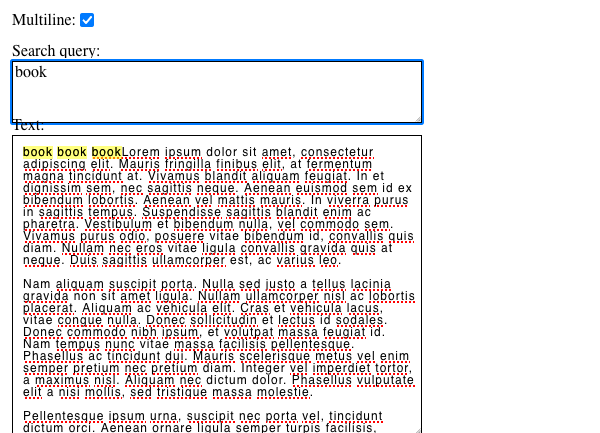 Multiline:
Search query:
book
Text:
book book bookLorem ipsum dolor sit amet, consectetur
adipiscing elit. Mauris fringilla finibus elit, at fermentum
magna tincidunt at. Vivamus blandit aliquam feugiat. In et
dignissim sem, nec sagittis neque. Aenean euismod sem id ex
bibendum lobortis. Aenean vel mattis mauris. In viverra purus
in sagittis tempus. Suspendisse sagittis blandit enim ac
pharetra. Vestibulum et bibendum nulla, vel commodo sem.
Vivamus purus odio, posuere vitae bibendum id, convallis quis
diam. Nullam nec eros vitae ligula convallis gravida quis at
neque. Duis sagittis ullamcorper est, ac varius leo.
Nam aliquam suscipit porta. Nulla sed justo a tellus lacinia
gravida non sit amet ligula. Nullam ullamcorper nisl ac lobortis
placerat. Aliquam ac vehicula elit. Cras et vehicula lacus,
vitae congue nulla. Donec sollicitudin et lectus id sodales.
Donec commodo nibh ipsum, et volutpat massa feugiat id.
Nam tempus nunc vitae massa facilisis pellentesque.
Phasellus ac tincidunt dui. Mauris scelerisque metus vel enim
semper pretium nec pretium diam. Integer vel imperdiet tortor,
a maximus nisl. Aliquam nec dictum dolor. Phasellus vulputate
elit a nisi mollis, sed tristique massa molestie.
Pellentesque ipsum urna, suscipit nec porta vel, tincidunt
dictum orci. Aenean ornare ligula semper turpis facilisis,